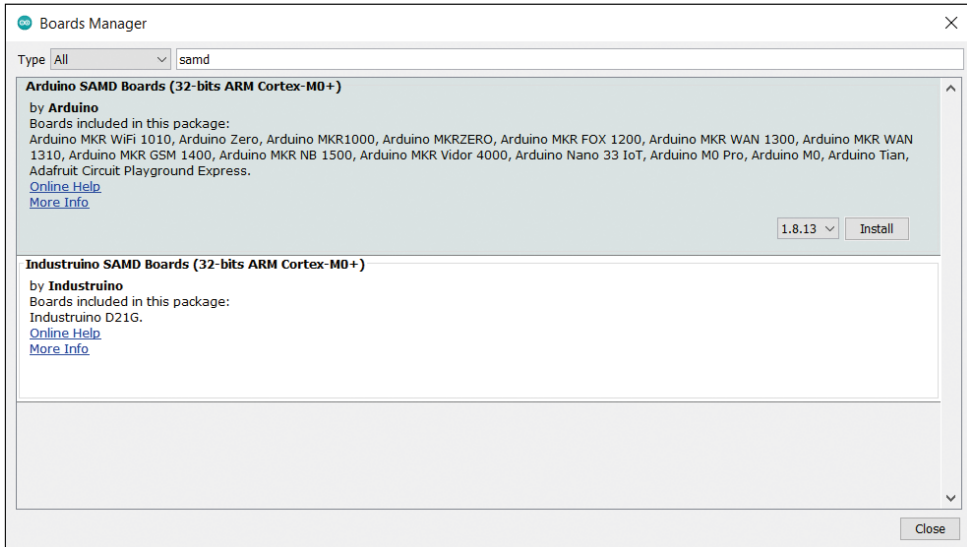 Boards Manager
Type All samd
Arduino SAMD Boards (32-bits ARM Cortex-M0+)
by Arduino
Boards included in this package:
Arduino MKR WiFi 1010, Arduino Zero, Arduino MKR1000, Arduino MKRZERO, Arduino MKR FOX 1200, Arduino MKR WAN 1300, Arduino MKR WAN
1310, Arduino MKR GSM 1400, Arduino MKR NB 1500, Arduino MKR Vidor 4000, Arduino Nano 33 IoT, Arduino M0 Pro, Arduino M0, Arduino Tian,
Adafruit Circuit Playground Express.
Online Help
More Info
1.8.13 Install
Industruino SAMD Boards (32-bits ARM Cortex-M0+)
by Industruino
Boards included in this package:
Industruino D21G.
Online Help
More Info
Close